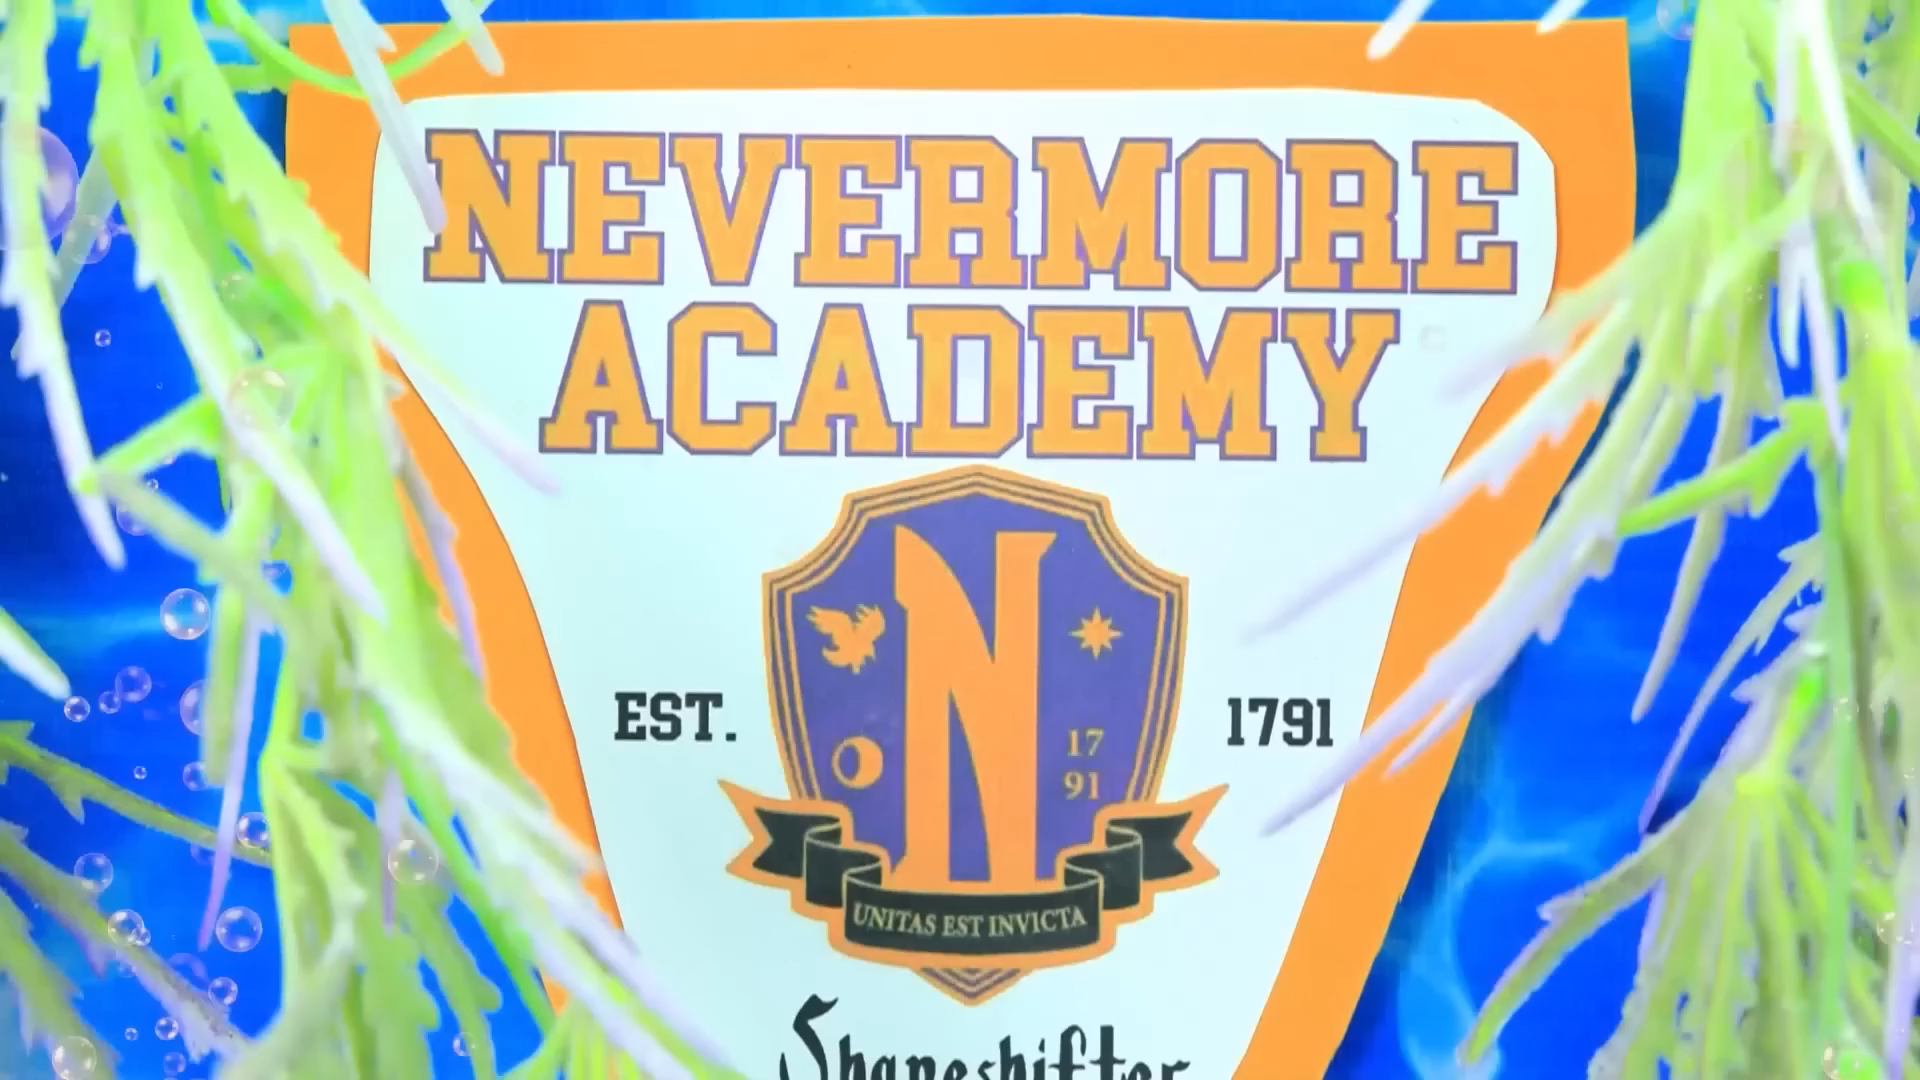 NEVERMORE
ACADEMY
EST.
N
17
91
1791
UNITAS EST INVICTA
Shapeshifter